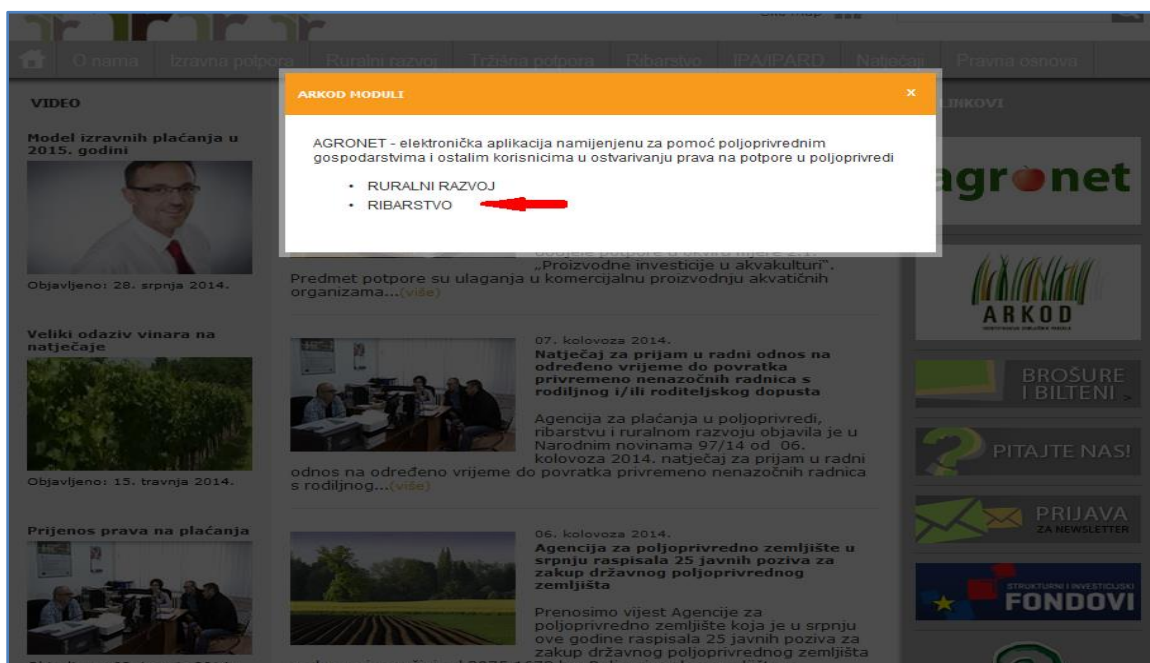 Site map
O nama Izravna potpora Ruralni razvoj Tržišna potpora Ribarstvo IPA/IPARD Natječaji Pravna osnova
ARKOD MODULI x
AGRONET - elektronička aplikacija namijenjenu za pomoć poljoprivrednim
gospodarstvima i ostalim korisnicima u ostvarivanju prava na potpore u poljoprivredi
• RURALNI RAZVOJ
• RIBARSTVO
VIDEO
Model izravnih plaćanja u
2015. godini
Objavljeno: 28. srpnja 2014.
Veliki odaziv vinara na
natječaje
Objavljeno: 15. travnja 2014.
Prijenos prava na plaćanja
dodjele potpore u okviru mjere 2.1.
„Proizvodne investicije u akvakulturi“.
Predmet potpore su ulaganja u komercijalnu proizvodnju akvatičnih
organizama...(više)
07. kolovoza 2014.
Natječaj za prijam u radni odnos na
određeno vrijeme do povratka
privremeno nenazočnih radnica s
rodiljnog i/ili roditeljskog dopusta
Agencija za plaćanja u poljoprivredi,
ribarstvu i ruralnom razvoju objavila je u
Narodnim novinama 97/14 od 06.
kolovoza 2014. natječaj za prijam u radni
odnos na određeno vrijeme do povratka privremeno nenazočnih radnica
s rodiljnog...(više)
06. kolovoza 2014.
Agencija za poljoprivredno zemljište u
srpnju raspisala 25 javnih poziva za
zakup državnog poljoprivrednog
zemljišta
Prenosimo vijest Agencije za
poljoprivredno zemljište koja je u srpnju
ove godine raspisala 25 javnih poziva za
zakup državnog poljoprivrednog zemljišta
LINKOVI
agronet
ARKOD
BROŠURE
I BILTENI >
PITAJTE NAS!
PRIJAVA
ZA NEWSLETTER
STRUKTURNI I INVESTICIJSKI
FONDOVI